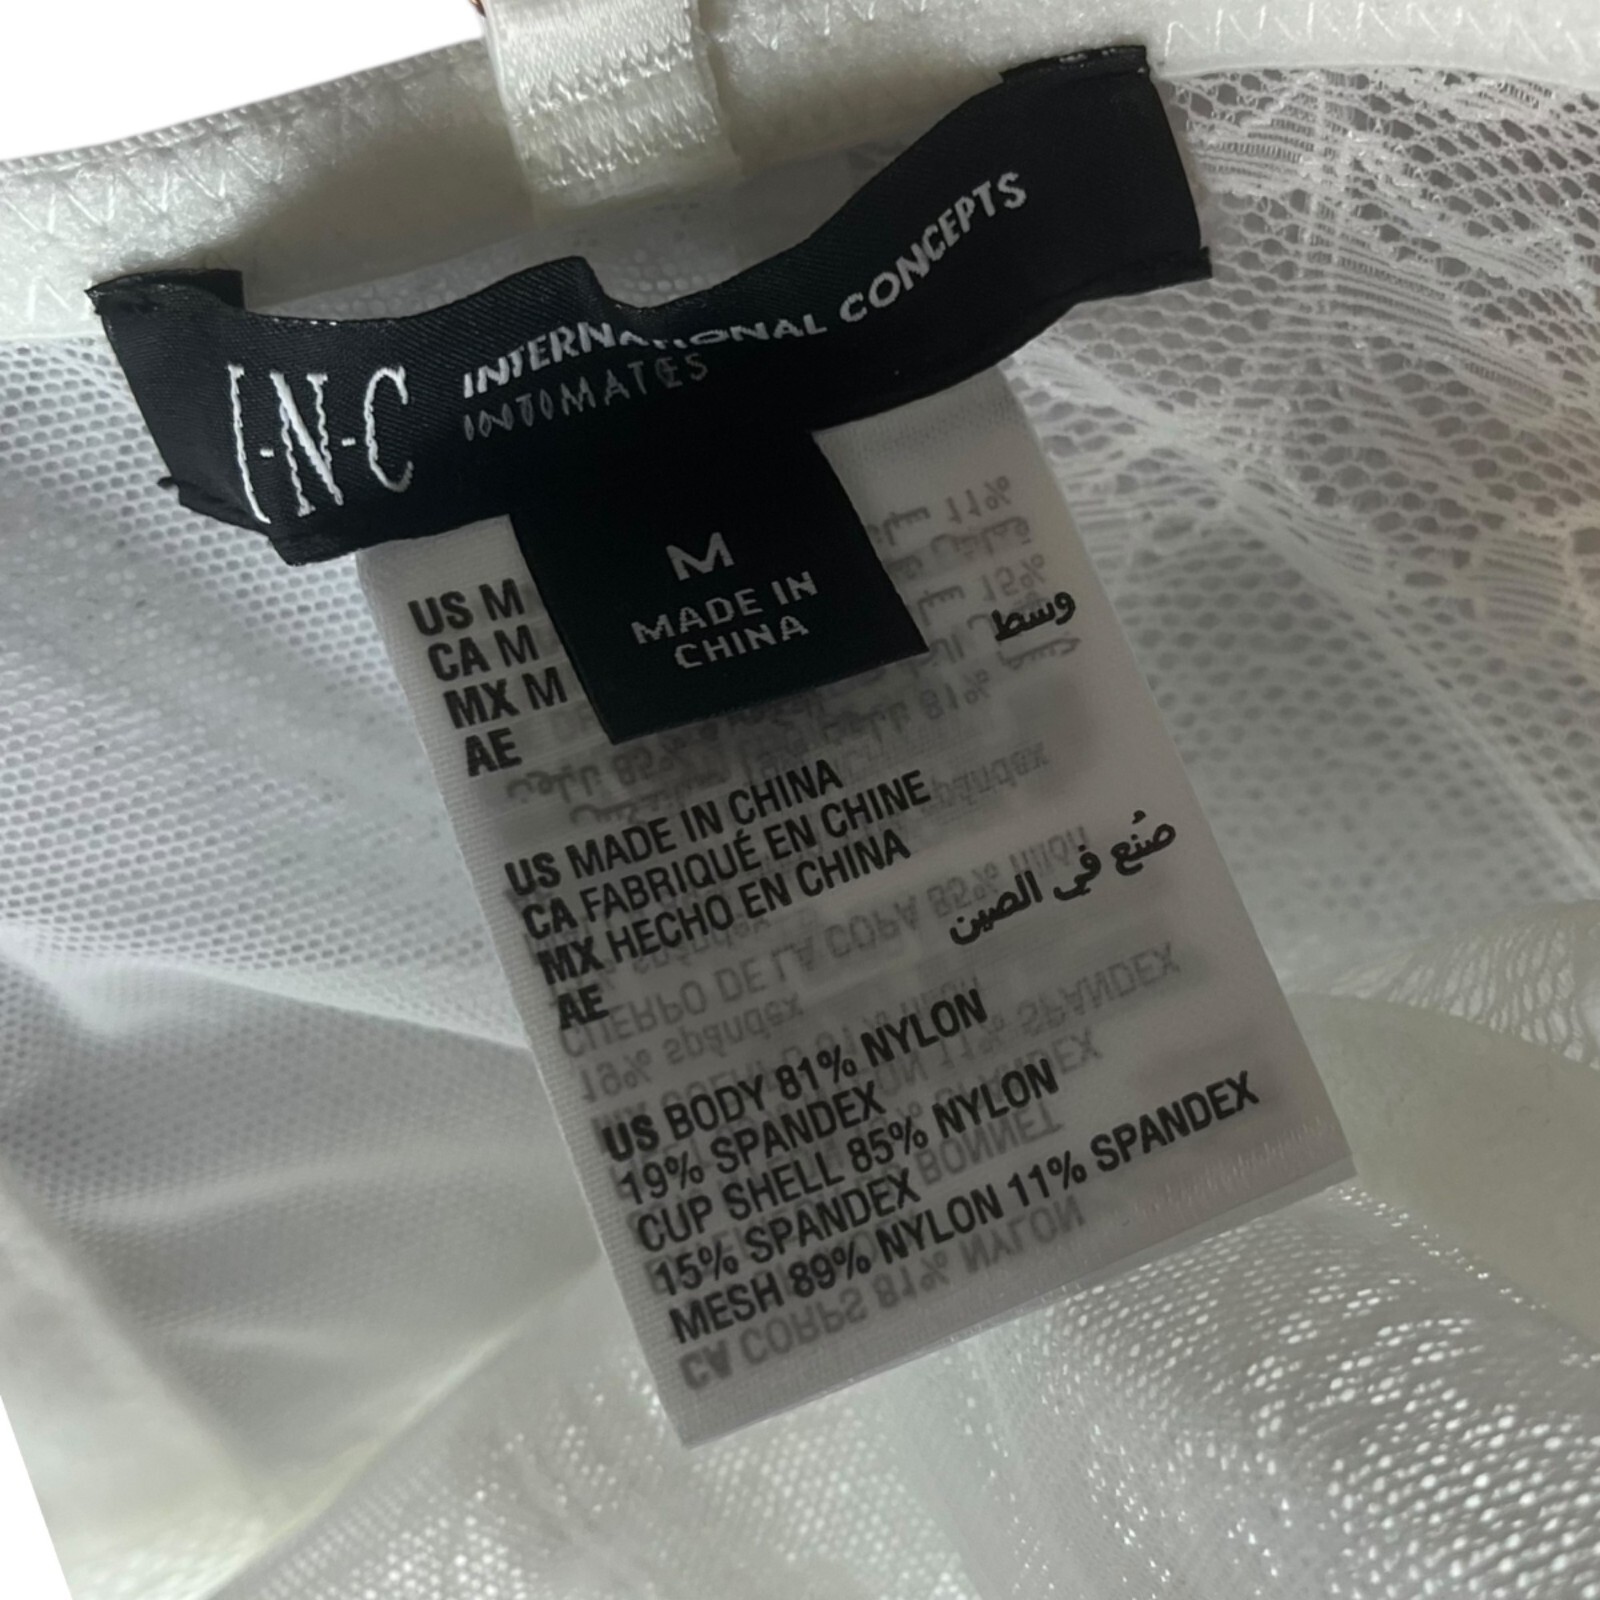 I-N-C INTERNATIONAL CONCEPTS
INTIMATES
M
MADE IN
CHINA
US M
CA M
MX M
AE وسط
US MADE IN CHINA
CA FABRIQUÉ EN CHINE
MX HECHO EN CHINA
AE صُنع في الصين
US BODY 81% NYLON
19% SPANDEX
CUP SHELL 85% NYLON
15% SPANDEX
MESH 89% NYLON 11% SPANDEX